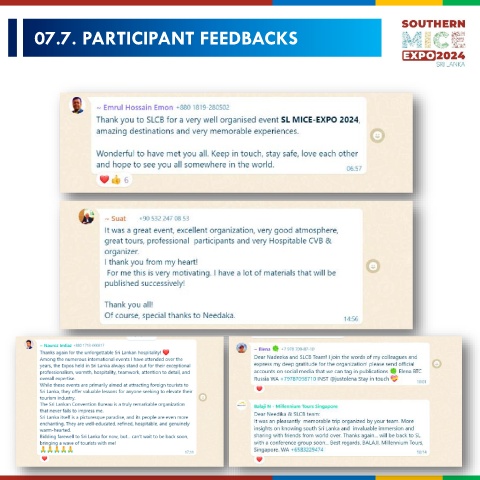 07.7. PARTICIPANT FEEDBACKS
SOUTHERN
MICE
EXPO2024
SRI LANKA
~ Emrul Hossain Emon +880 1819-280502
Thank you to SLCB for a very well organised event SL MICE-EXPO 2024,
amazing destinations and very memorable experiences.
Wonderful to have met you all. Keep in touch, stay safe, love each other
and hope to see you all somewhere in the world.
06:57
6
~ Suat +90 532 247 08 53
It was a great event, excellent organization, very good atmosphere,
great tours, professional participants and very Hospitable CVB &
organizer.
I thank you from my heart!
For me this is very motivating. I have a lot of materials that will be
published successively!
Thank you all!
Of course, special thanks to Needaka.
14:56
Thanks again for the unforgettable Sri Lankan hospitality!
Among the numerous international events I have attended over the
years, the Expos held in Sri Lanka always stand out for their exceptional
professionalism, warmth, hospitality, teamwork, attention to detail, and
overall expertise.
While these events are primarily aimed at attracting foreign tourists to
Sri Lanka, they offer valuable lessons for anyone seeking to elevate their
tourism industry.
The Sri Lankan Convention Bureau is a truly remarkable organization
that never fails to impress me.
Sri Lanka itself is a picturesque paradise, and its people are even more
enchanting. They are well-educated, refined, hospitable, and genuinely
warm-hearted.
Bidding farewell to Sri Lanka for now, but can't wait to be back soon,
bringing a wave of tourists with me!
~ Elena
Dear Nadeeka and SLCB Team! I join the words of my colleagues and
express my deep gratitude for the organization! please send official
accounts on social media that we can tag in publications Elena BTC
Russia WA +79787058710 INST @justelena Stay in touch
Balaji B - Millennium Tours Singapore
Dear Needika & SLCB team
It was an pleasently memorable trip organized by your team. More
insights on knowing south Sri Lanka and invaluable immersion and
sharing with friends from world over. Thanks again.. will be back to SL
with a conference group soon.. Best regards, BALAJI, Millennium Tours,
Singapore. WA +6583229474